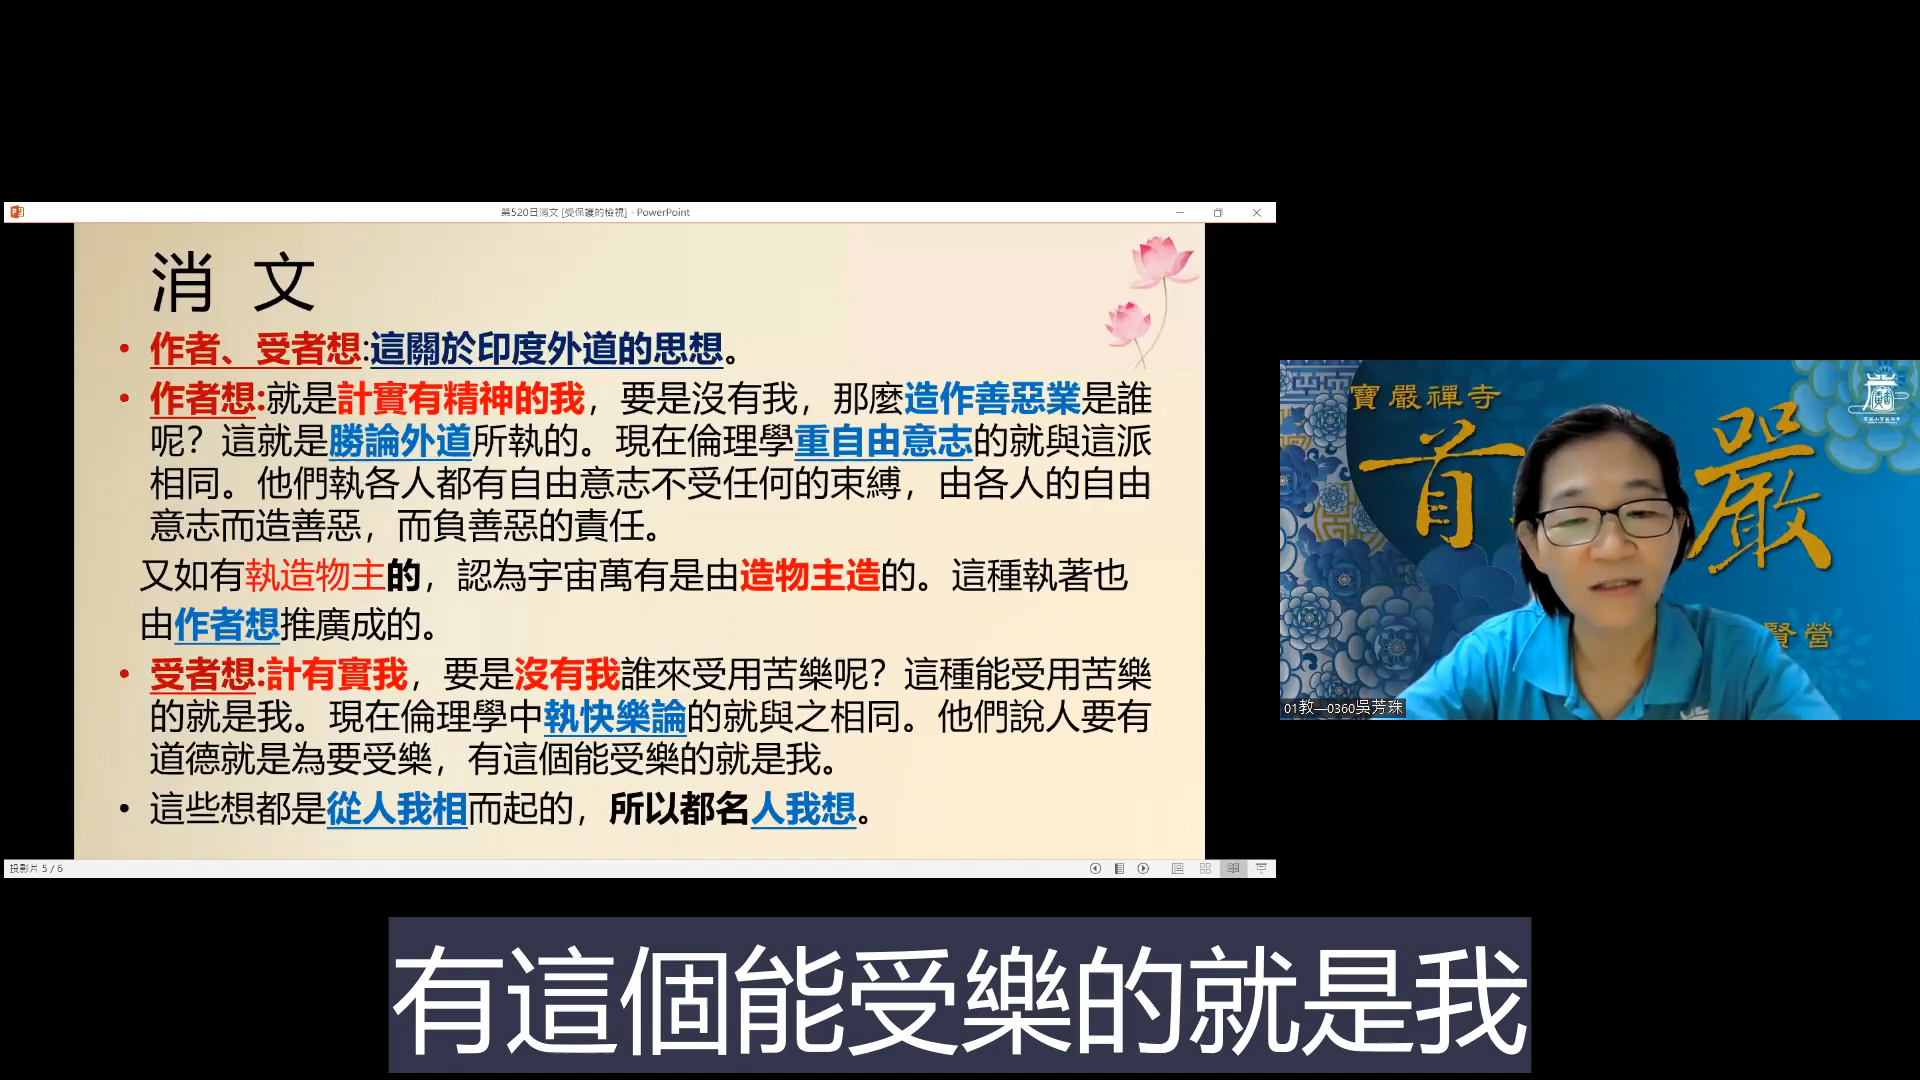 第520日消文 [受保護的檢視] - PowerPoint
消 文
• 作者、受者想:這關於印度外道的思想。
• 作者想:就是計實有精神的我，要是沒有我，那麼造作善惡業是誰
呢？這就是勝論外道所執的。現在倫理學重自由意志的就與這派
相同。他們執各人都有自由意志不受任何的束縛，由各人的自由
意志而造善惡，而負善惡的責任。
又如有執造物主的，認為宇宙萬有是由造物主造的。這種執著也
由作者想推廣成的。
• 受者想:計有實我，要是沒有我誰來受用苦樂呢？這種能受用苦樂
的就是我。現在倫理學中執快樂論的就與之相同。他們說人要有
道德就是為要受樂，有這個能受樂的就是我。
• 這些想都是從人我相而起的，所以都名人我想。
投影片 5 / 6
寶嚴禪寺
首
嚴
賢營
01教—0360吳芳珠
有這個能受樂的就是我